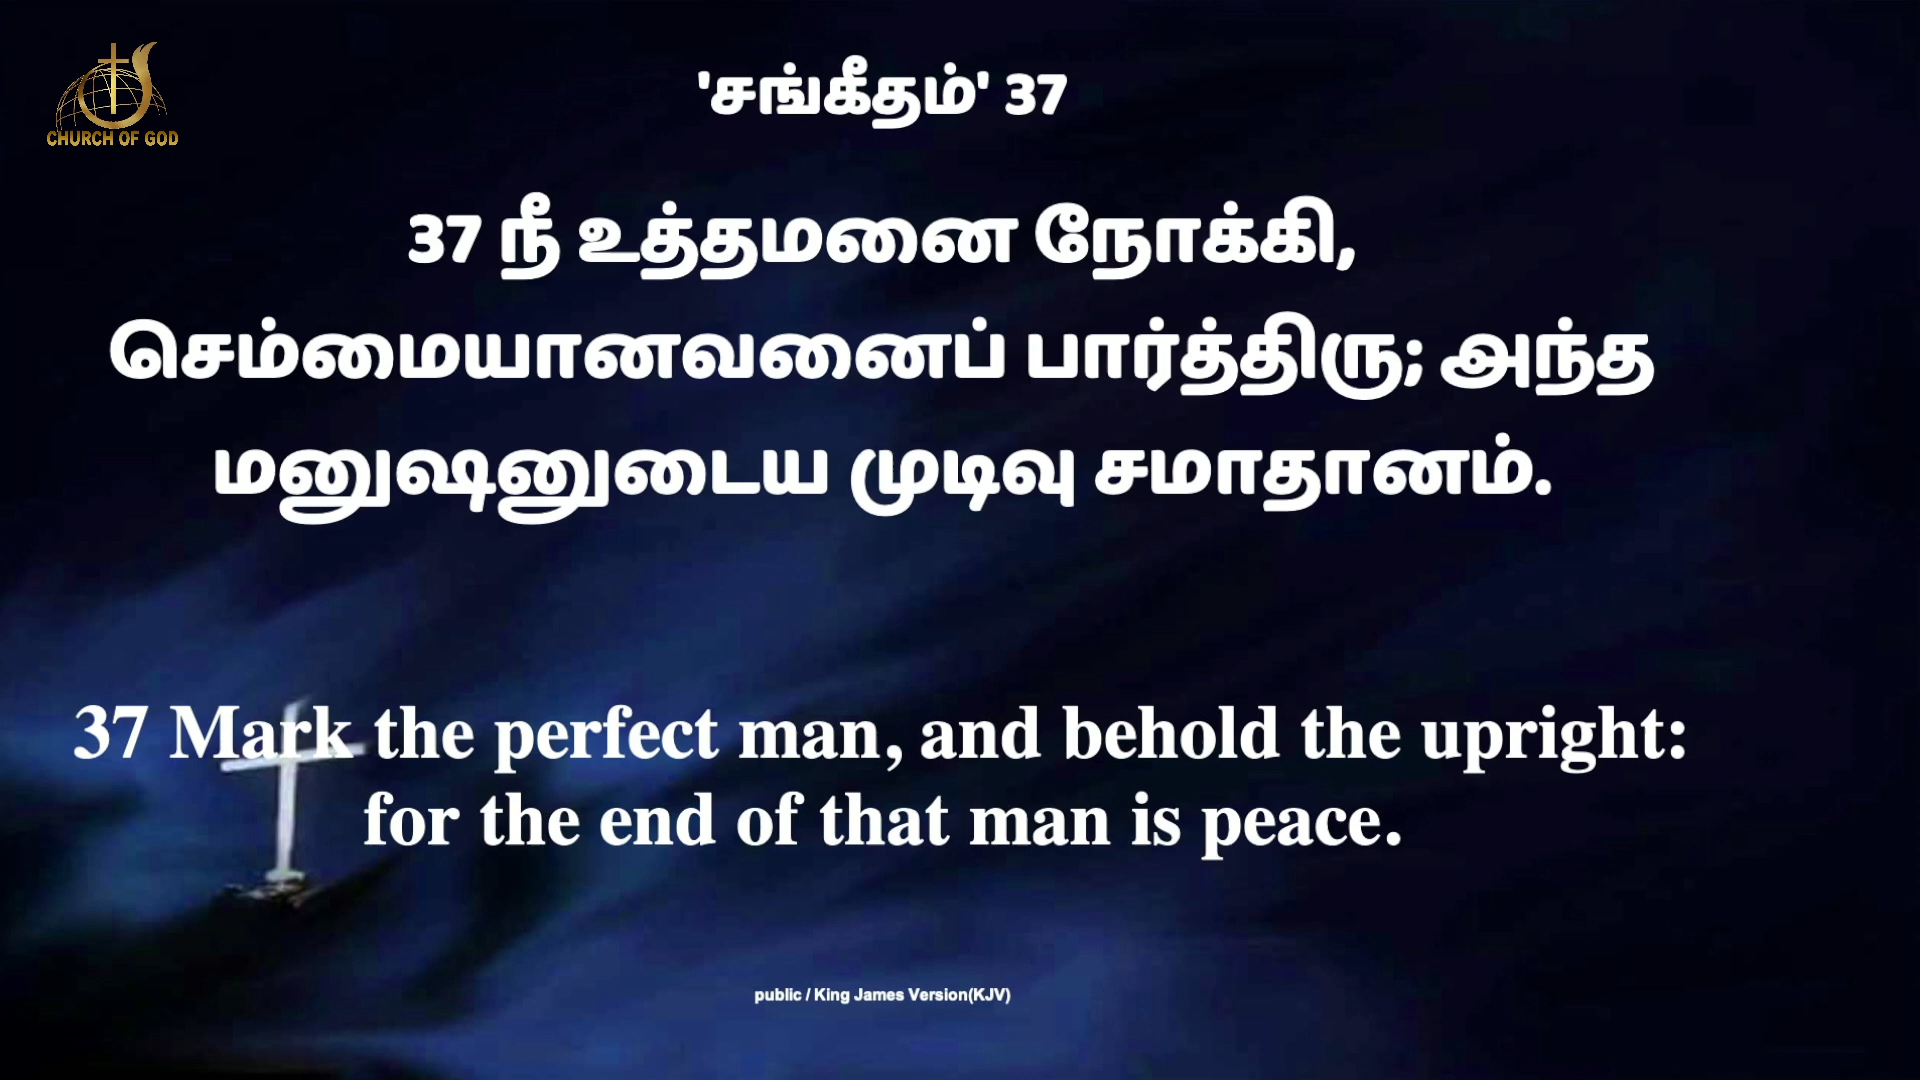 CHURCH OF GOD
'சங்கீதம்' 37
37 நீ உத்தமனை நோக்கி,
செம்மையானவனைப் பார்த்திரு; அந்த
மனுஷனுடைய முடிவு சமாதானம்.
37 Mark the perfect man, and behold the upright:
for the end of that man is peace.
public / King James Version(KJV)